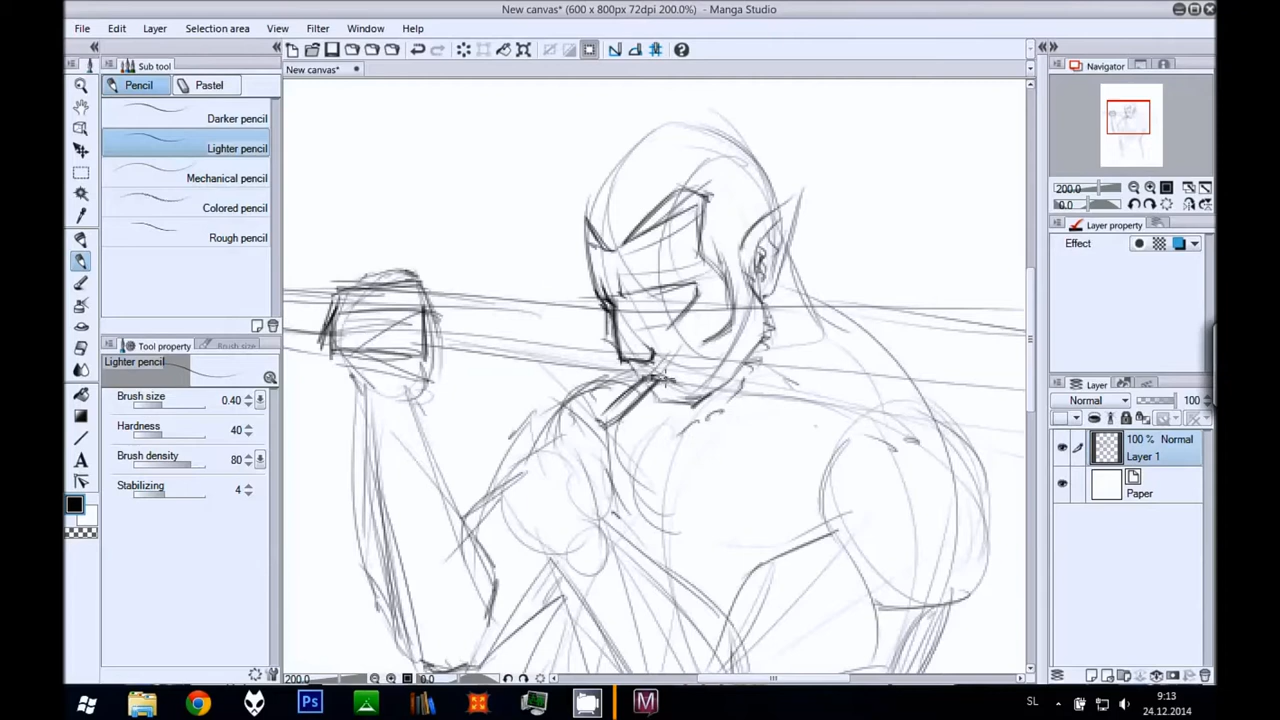 New canvas* (600 x 800px 72dpi 200.0%) - Manga Studio
File Edit Layer Selection area View Filter Window Help
Sub tool
New canvas*
Navigator
Pencil
Pastel
Darker pencil
Lighter pencil
Mechanical pencil
Colored pencil
Rough pencil
200.0
0.0
Layer property
Effect
Tool property
Brush size
Lighter pencil
Brush size 0.40
Hardness 40
Brush density 80
Stabilizing 4
A
Layer
Normal 100
100 % Normal
Layer 1
Paper
200.0
0.0
Ps
M
SL
9:13
24.12.2014